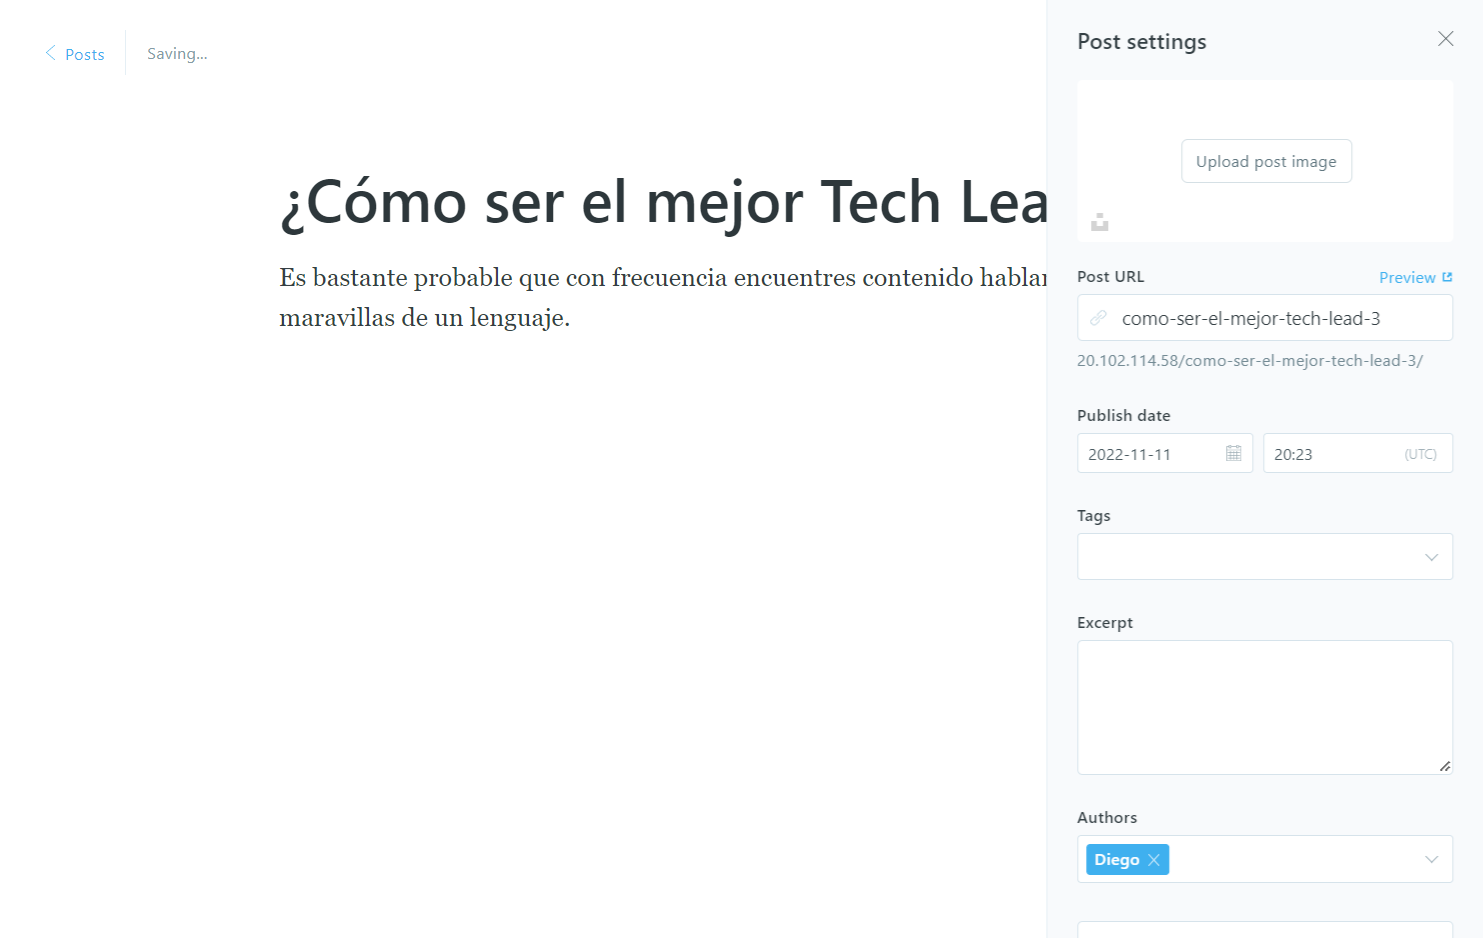 Posts
Saving...
¿Cómo ser el mejor Tech Lea
Es bastante probable que con frecuencia encuentres contenido hablan
maravillas de un lenguaje.
Post settings
Upload post image
Post URL
Preview
como-ser-el-mejor-tech-lead-3
20.102.114.58/como-ser-el-mejor-tech-lead-3/
Publish date
2022-11-11
20:23
(UTC)
Tags
Excerpt
Authors
Diego